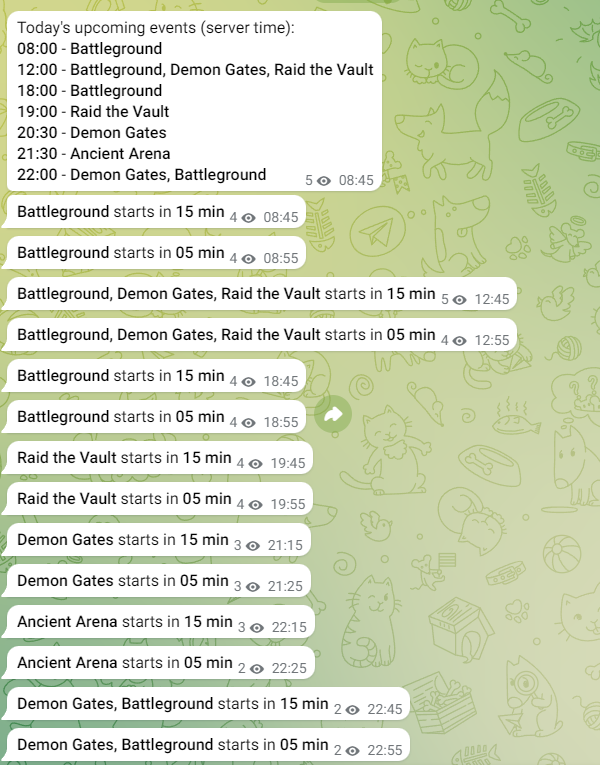 Today's upcoming events (server time):
08:00 - Battleground
12:00 - Battleground, Demon Gates, Raid the Vault
18:00 - Battleground
19:00 - Raid the Vault
20:30 - Demon Gates
21:30 - Ancient Arena
22:00 - Demon Gates, Battleground 5 08:45
Battleground starts in 15 min 4 08:45
Battleground starts in 05 min 4 08:55
Battleground, Demon Gates, Raid the Vault starts in 15 min 5 12:45
Battleground, Demon Gates, Raid the Vault starts in 05 min 4 12:55
Battleground starts in 15 min 4 18:45
Battleground starts in 05 min 4 18:55
Raid the Vault starts in 15 min 4 19:45
Raid the Vault starts in 05 min 4 19:55
Demon Gates starts in 15 min 3 21:15
Demon Gates starts in 05 min 3 21:25
Ancient Arena starts in 15 min 3 22:15
Ancient Arena starts in 05 min 2 22:25
Demon Gates, Battleground starts in 15 min 2 22:45
Demon Gates, Battleground starts in 05 min 2 22:55